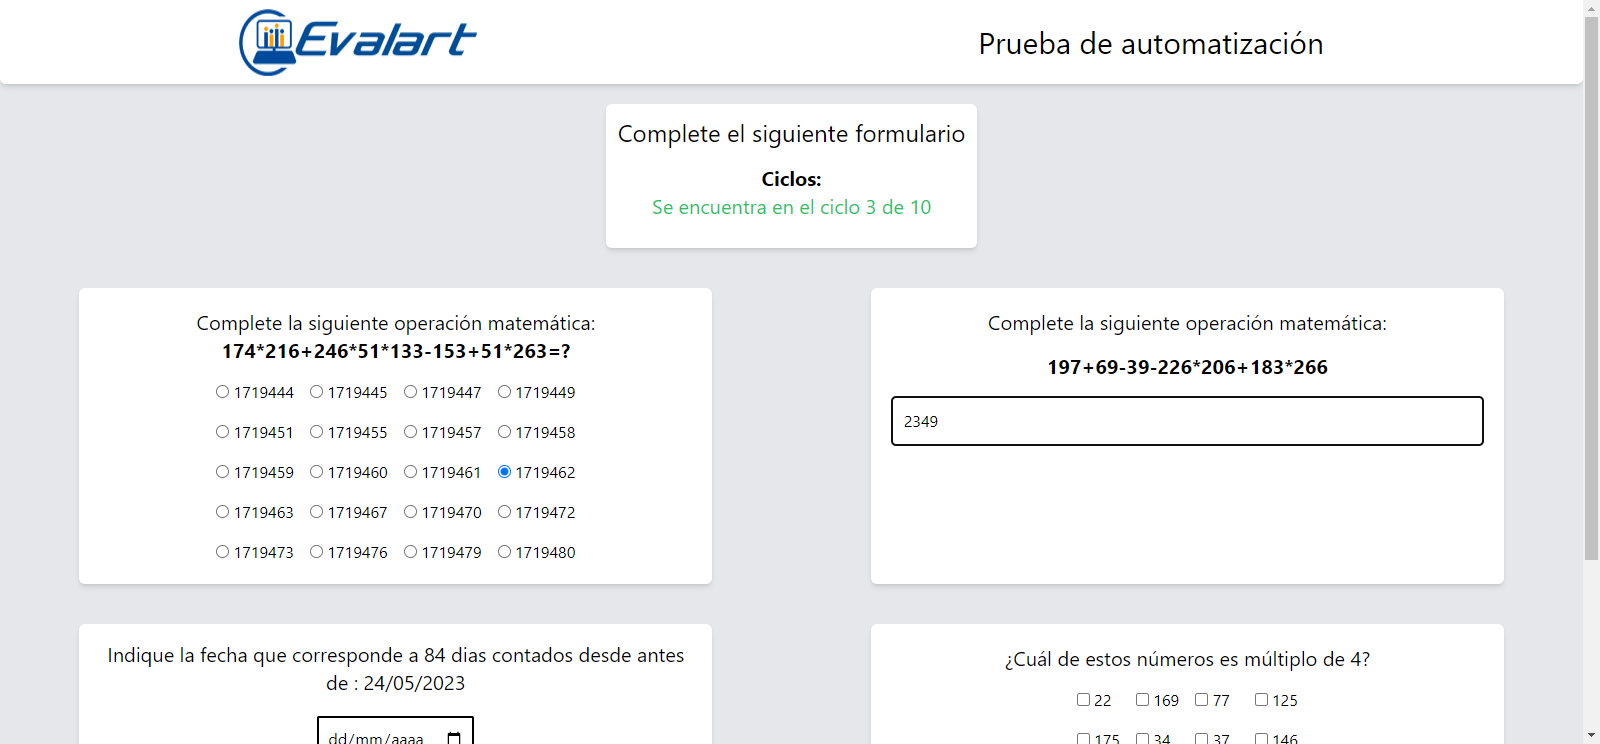 Evalart
Prueba de automatización
Complete el siguiente formulario
Ciclos:
Se encuentra en el ciclo 3 de 10
Complete la siguiente operación matemática:
174*216+246*51*133-153+51*263=?
1719444 1719445 1719447 1719449
1719451 1719455 1719457 1719458
1719459 1719460 1719461 1719462
1719463 1719467 1719470 1719472
1719473 1719476 1719479 1719480
Complete la siguiente operación matemática:
197+69-39-226*206+183*266
2349
Indique la fecha que corresponde a 84 dias contados desde antes
de : 24/05/2023
dd/mm/aaaa
¿Cuál de estos números es múltiplo de 4?
22 169 77 125
175 34 37 146